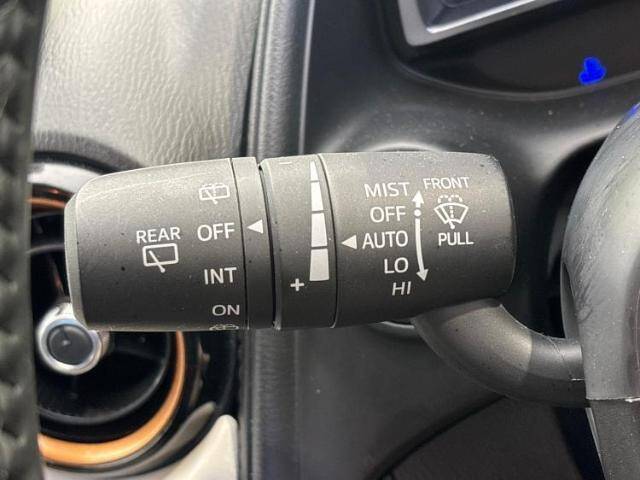 REAR
OFF
INT
ON
−
+
MIST
OFF
AUTO
LO
HI
FRONT
PULL